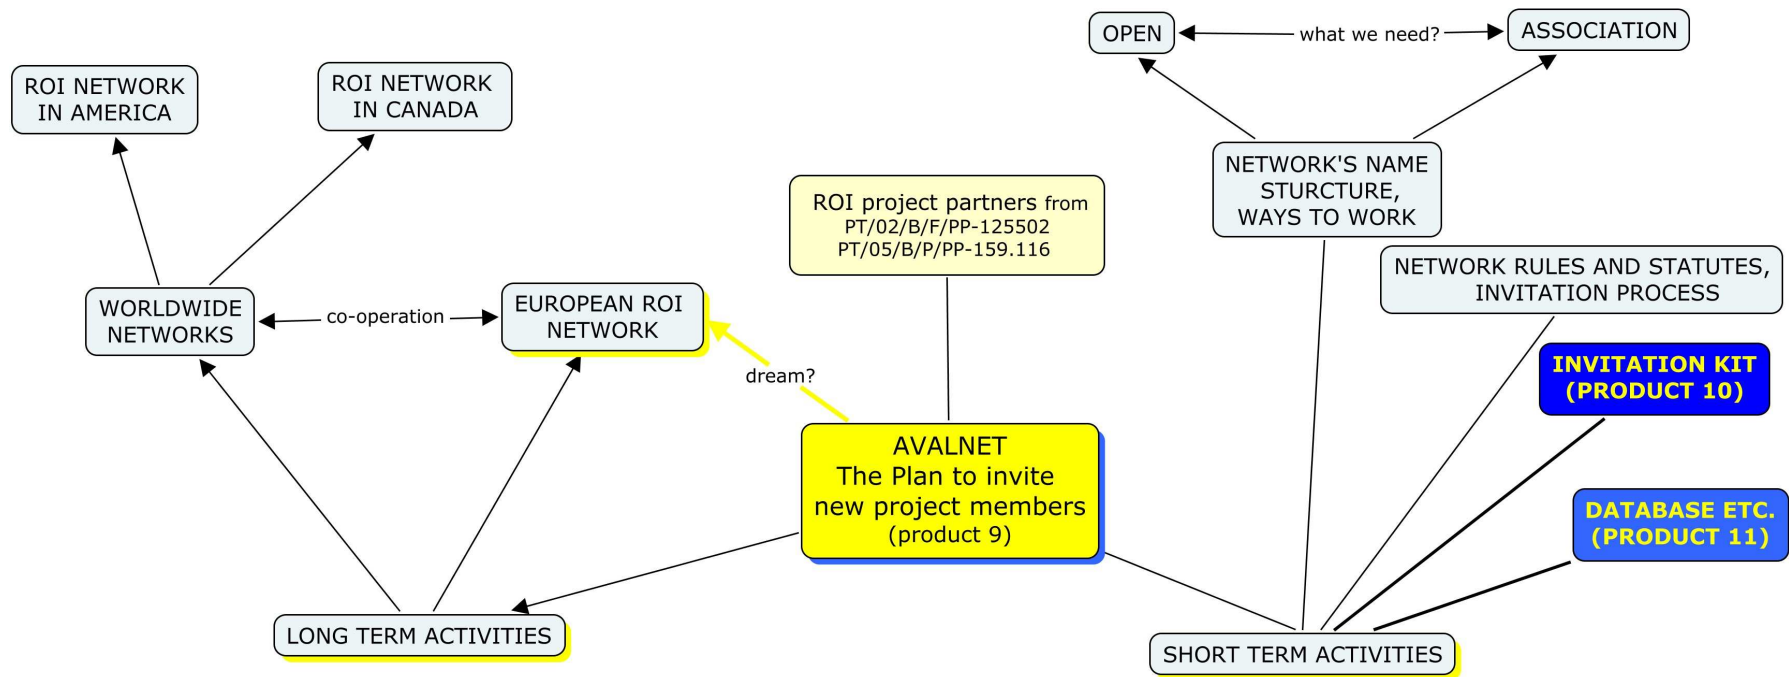 OPEN
what we need?
ASSOCIATION
ROI NETWORK
IN AMERICA
ROI NETWORK
IN CANADA
NETWORK'S NAME
STURCTURE,
WAYS TO WORK
ROI project partners from
PT/02/B/F/PP-125502
PT/05/B/P/PP-159.116
NETWORK RULES AND STATUTES,
INVITATION PROCESS
WORLDWIDE
NETWORKS
co-operation
EUROPEAN ROI
NETWORK
dream?
INVITATION KIT
(PRODUCT 10)
AVALNET
The Plan to invite
new project members
(product 9)
DATABASE ETC.
(PRODUCT 11)
LONG TERM ACTIVITIES
SHORT TERM ACTIVITIES